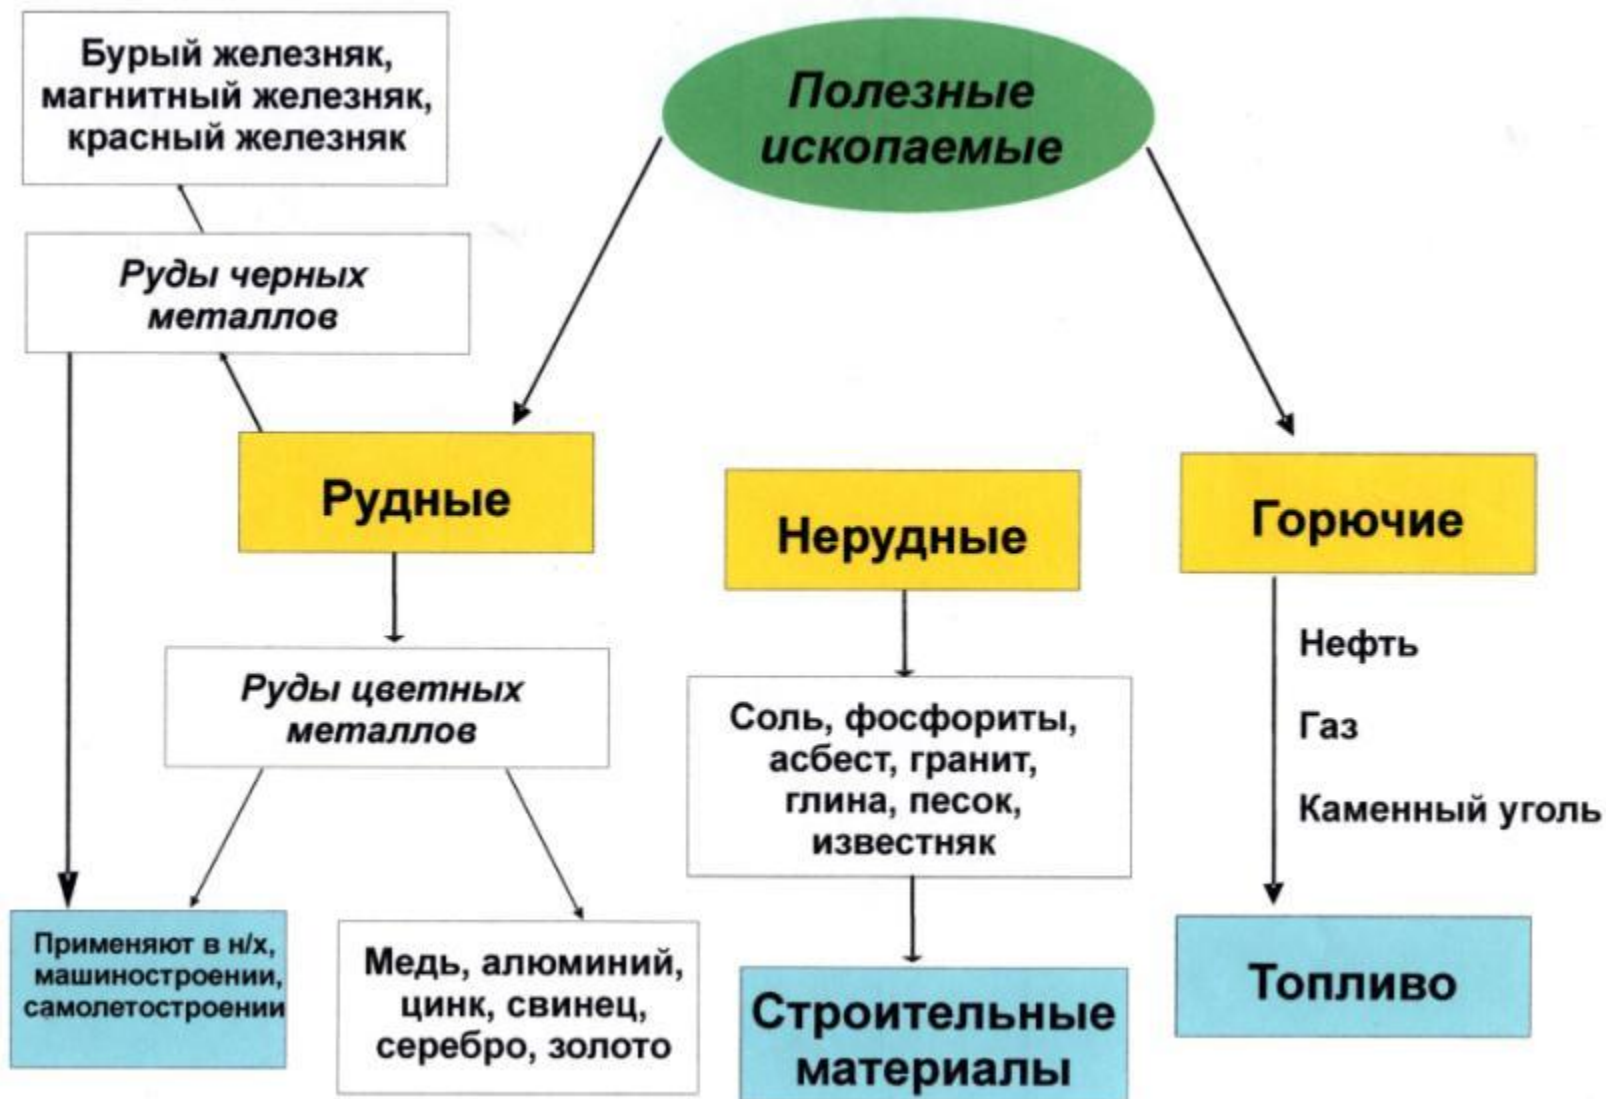 Бурый железняк,
магнитный железняк,
красный железняк
Полезные
ископаемые
Руды черных
металлов
Рудные
Нерудные
Горючие
Руды цветных
металлов
Соль, фосфориты,
асбест, гранит,
глина, песок,
известняк
Нефть
Газ
Каменный уголь
Применяют в н/х,
машиностроении,
самолетостроении
Медь, алюминий,
цинк, свинец,
серебро, золото
Строительные
материалы
Топливо